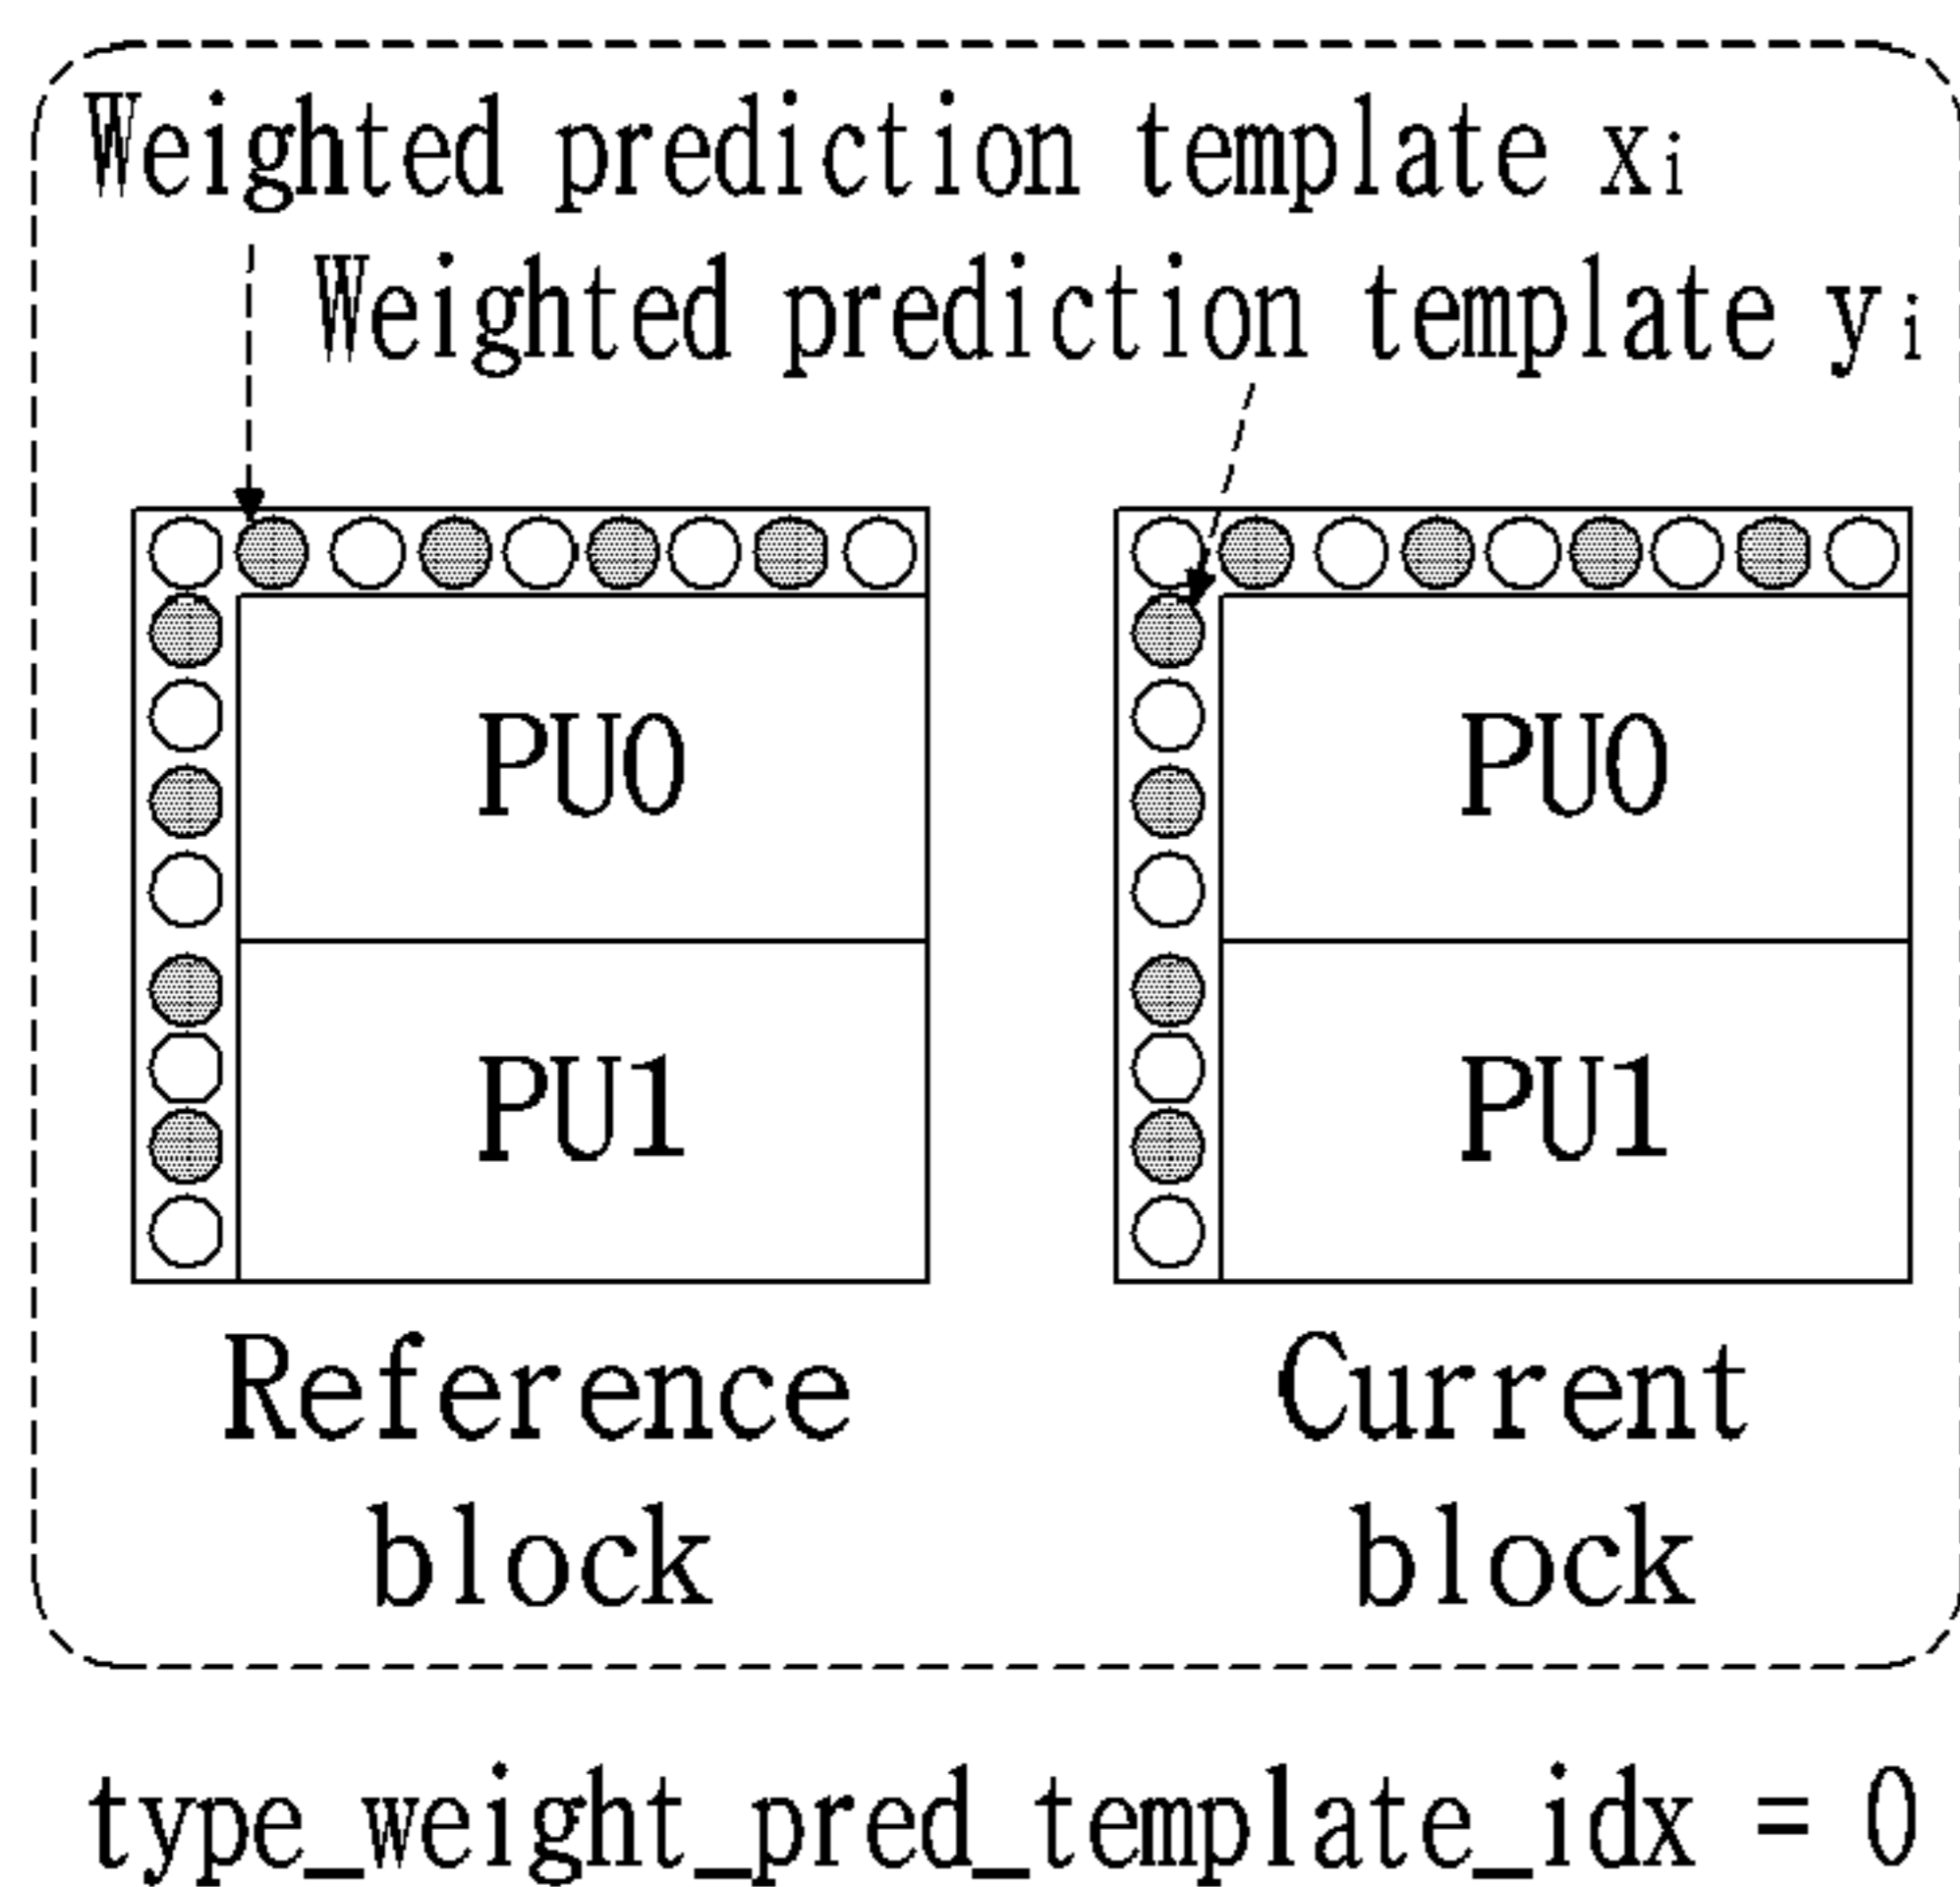 Weighted prediction template xi
Weighted prediction template yi
PU0
PU1
Reference
block
PU0
PU1
Current
block
type_weight_pred_template_idx = 0